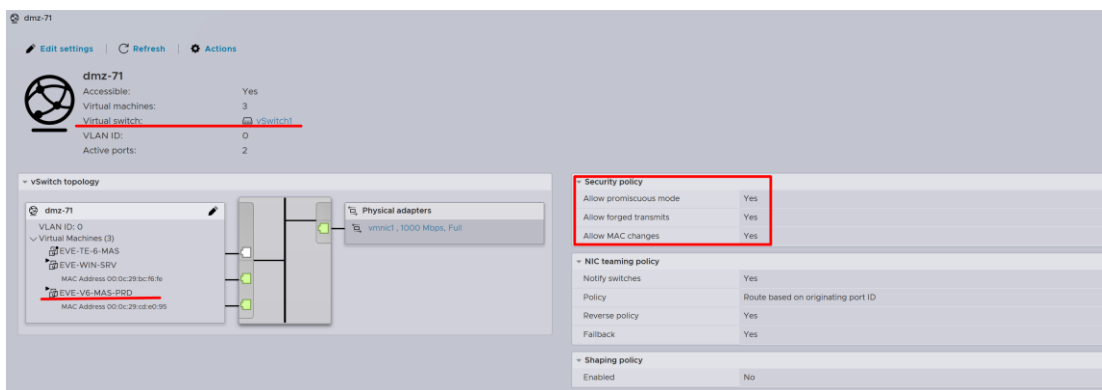 dmz-71
Edit settings | Refresh | Actions
dmz-71
Accessible: Yes
Virtual machines: 3
Virtual switch: vSwitch1
VLAN ID: 0
Active ports: 2
vSwitch topology
dmz-71
VLAN ID: 0
Virtual Machines (3)
EVE-TE-6-MAS
EVE-WIN-SRV
MAC Address 00:0c:29:bc:f6:fe
EVE-V6-MAS-PRD
MAC Address 00:0c:29:cd:e0:95
Physical adapters
vmnic1 , 1000 Mbps, Full
Security policy
Allow promiscuous mode Yes
Allow forged transmits Yes
Allow MAC changes Yes
NIC teaming policy
Notify switches Yes
Policy Route based on originating port ID
Reverse policy Yes
Failback Yes
Shaping policy
Enabled No